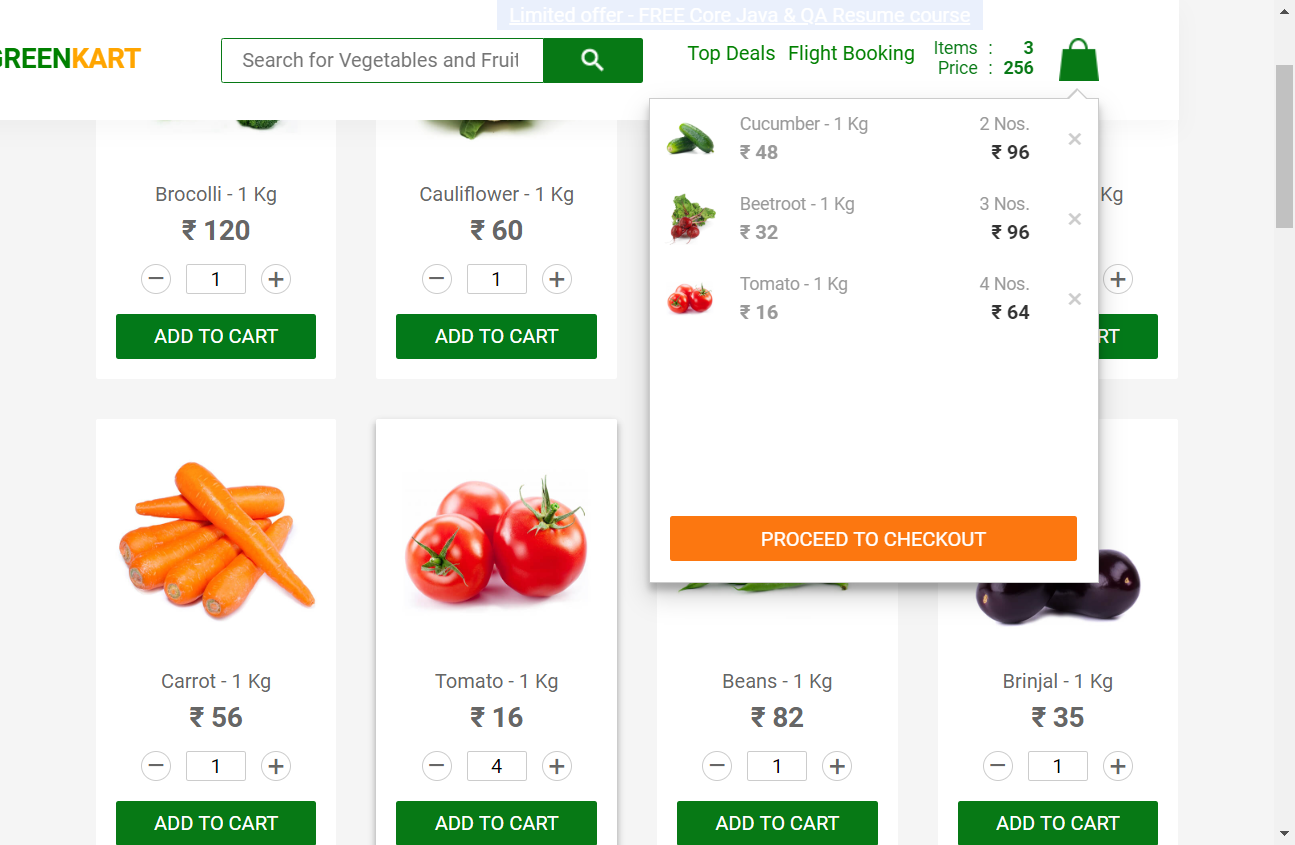 Limited offer - FREE Core Java & QA Resume course
GREENKART
Search for Vegetables and Fruit
Top Deals Flight Booking
Items : 3
Price : 256
Cucumber - 1 Kg 2 Nos.
₹ 48 ₹ 96 ×
Beetroot - 1 Kg 3 Nos.
₹ 32 ₹ 96 ×
Tomato - 1 Kg 4 Nos.
₹ 16 ₹ 64 ×
PROCEED TO CHECKOUT
Brocolli - 1 Kg
₹ 120
− 1 +
ADD TO CART
Cauliflower - 1 Kg
₹ 60
− 1 +
ADD TO CART
Kg
+
RT
Carrot - 1 Kg
₹ 56
− 1 +
ADD TO CART
Tomato - 1 Kg
₹ 16
− 4 +
ADD TO CART
Beans - 1 Kg
₹ 82
− 1 +
ADD TO CART
Brinjal - 1 Kg
₹ 35
− 1 +
ADD TO CART